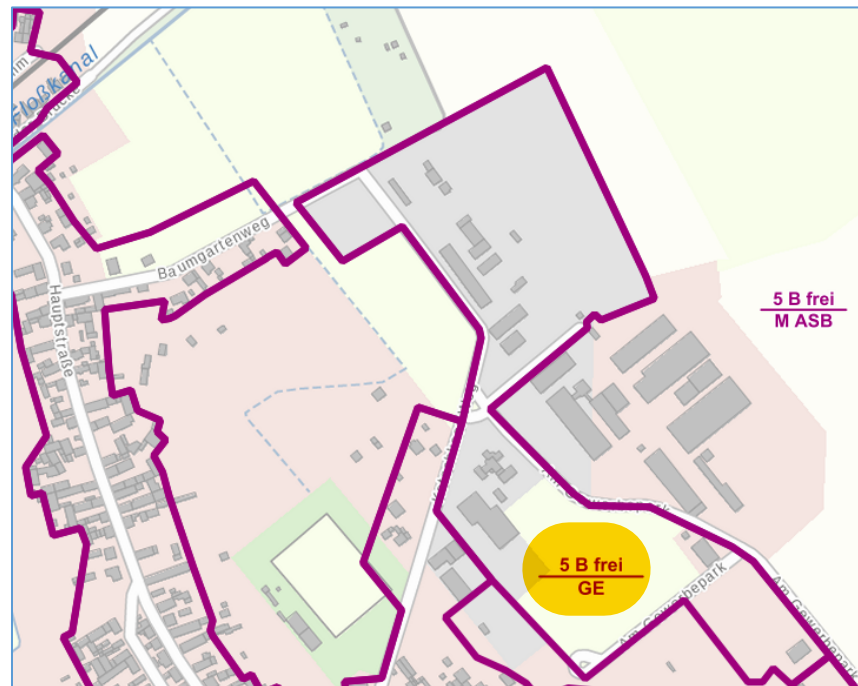 Floßkanal
Baumgartenweg
Hauptstraße
5 B frei
M ASB
5 B frei
GE
Am Gewerbepark
Am Gewerbepark